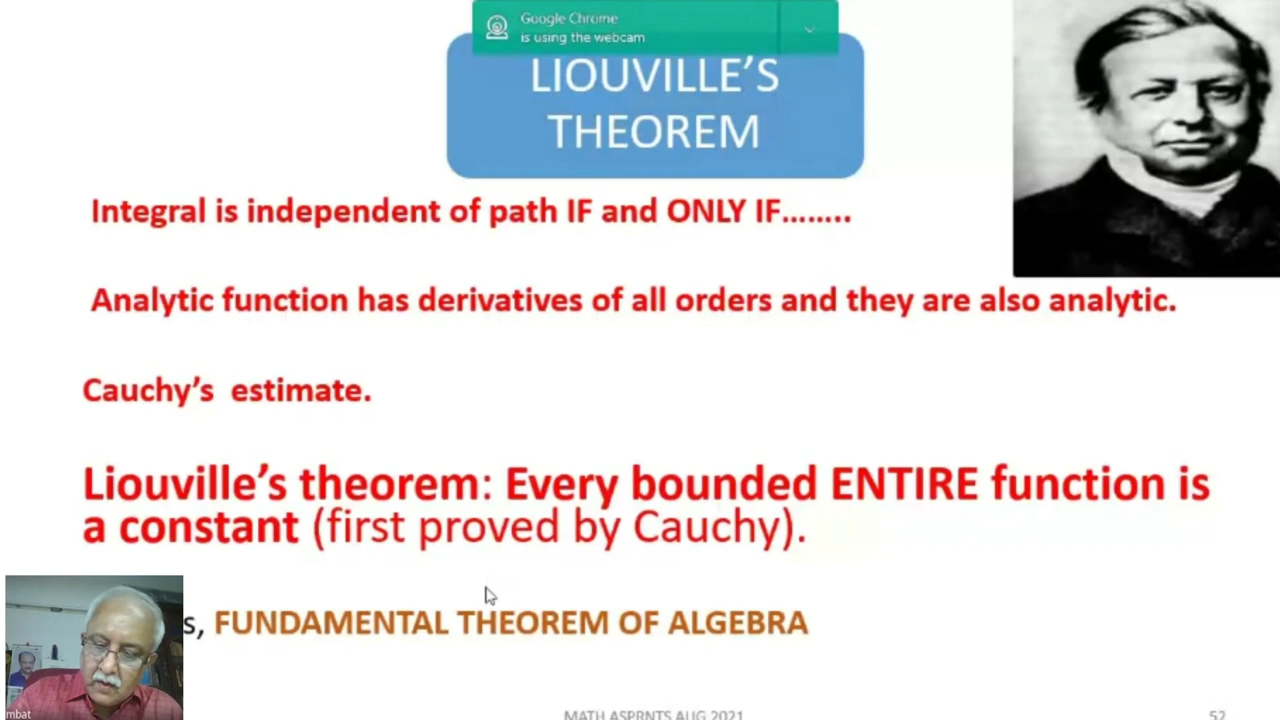 Google Chrome
is using the webcam
LIOUVILLE'S
THEOREM
Integral is independent of path IF and ONLY IF........
Analytic function has derivatives of all orders and they are also analytic.
Cauchy's estimate.
Liouville's theorem: Every bounded ENTIRE function is
a constant (first proved by Cauchy).
s, FUNDAMENTAL THEOREM OF ALGEBRA
mbat
MATH ASPRNTS AUG 2021
52